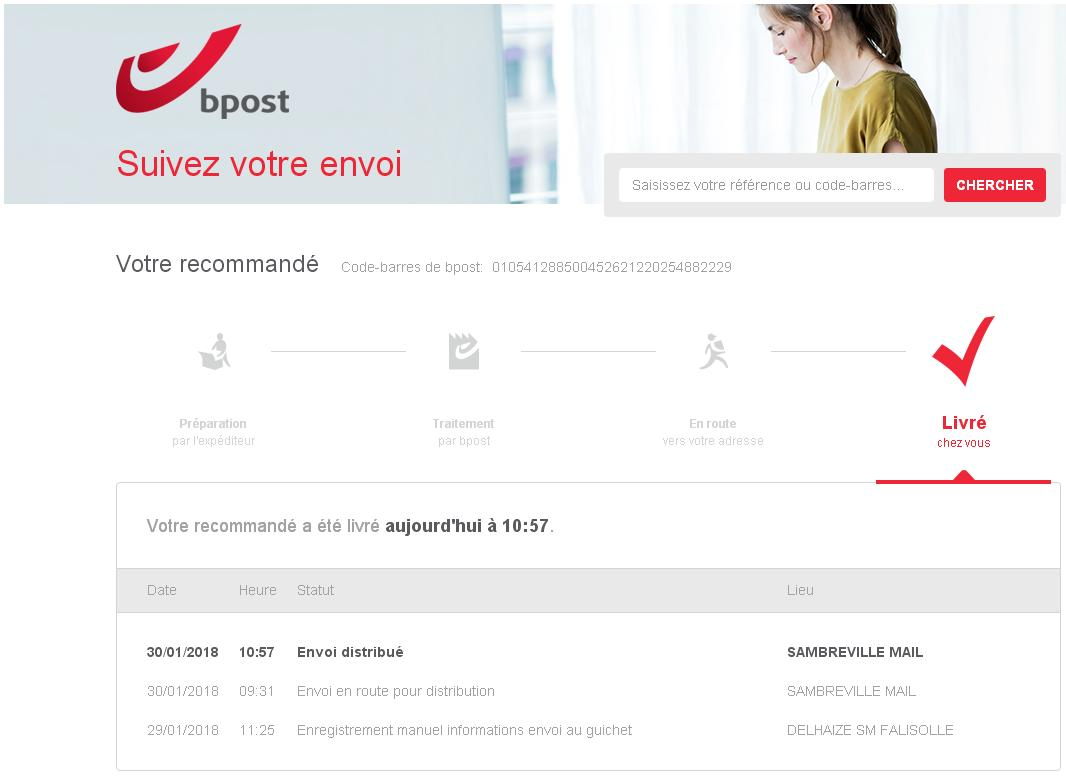 bpost
Suivez votre envoi
Saisissez votre référence ou code-barres...
CHERCHER
Votre recommandé Code-barres de bpost: 010541288500452621220254882229
Préparation
par l'expéditeur
Traitement
par bpost
En route
vers votre adresse
Livré
chez vous
Votre recommandé a été livré aujourd'hui à 10:57.
Date Heure Statut Lieu
30/01/2018 10:57 Envoi distribué SAMBREVILLE MAIL
30/01/2018 09:31 Envoi en route pour distribution SAMBREVILLE MAIL
29/01/2018 11:25 Enregistrement manuel informations envoi au guichet DELHAIZE SM FALISOLLE